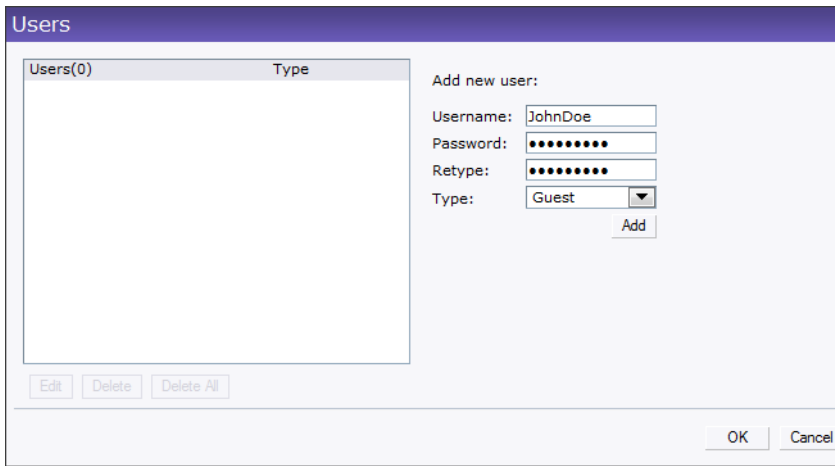 Users
Users(0) Type
Add new user:
Username: JohnDoe
Password: •••••••••
Retype: •••••••••
Type: Guest
Add
Edit Delete Delete All
OK Cancel